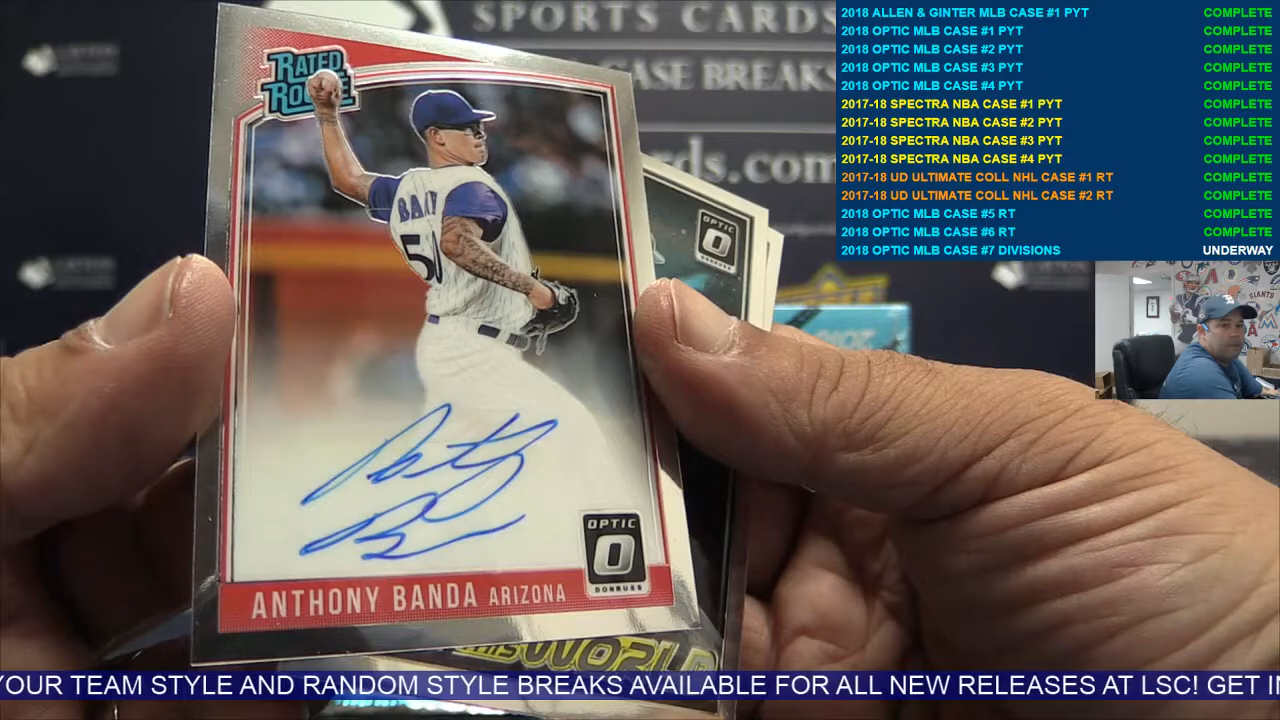 SPORTS CARDS
CASE BREAKS
rds.com
2018 ALLEN & GINTER MLB CASE #1 PYT COMPLETE
2018 OPTIC MLB CASE #1 PYT COMPLETE
2018 OPTIC MLB CASE #2 PYT COMPLETE
2018 OPTIC MLB CASE #3 PYT COMPLETE
2018 OPTIC MLB CASE #4 PYT COMPLETE
2017-18 SPECTRA NBA CASE #1 PYT COMPLETE
2017-18 SPECTRA NBA CASE #2 PYT COMPLETE
2017-18 SPECTRA NBA CASE #3 PYT COMPLETE
2017-18 SPECTRA NBA CASE #4 PYT COMPLETE
2017-18 UD ULTIMATE COLL NHL CASE #1 RT COMPLETE
2017-18 UD ULTIMATE COLL NHL CASE #2 RT COMPLETE
2018 OPTIC MLB CASE #5 RT COMPLETE
2018 OPTIC MLB CASE #6 RT COMPLETE
2018 OPTIC MLB CASE #7 DIVISIONS UNDERWAY
RATED
ROOKIE
50
OPTIC
O
DONRUSS
ANTHONY BANDA ARIZONA
OPTIC
GIANTS
THIS WORLD
YOUR TEAM STYLE AND RANDOM STYLE BREAKS AVAILABLE FOR ALL NEW RELEASES AT LSC! GET IN